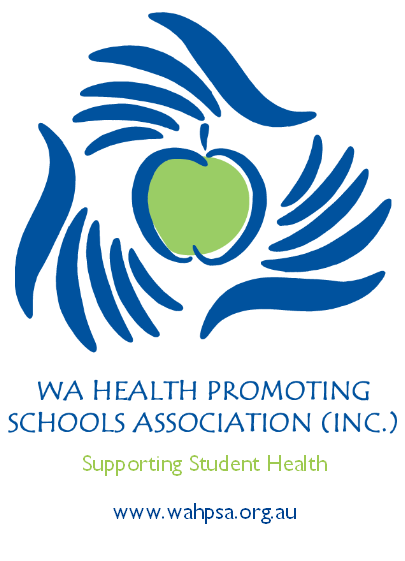 WA HEALTH PROMOTING
SCHOOLS ASSOCIATION (INC.)
Supporting Student Health
www.wahpsa.org.au